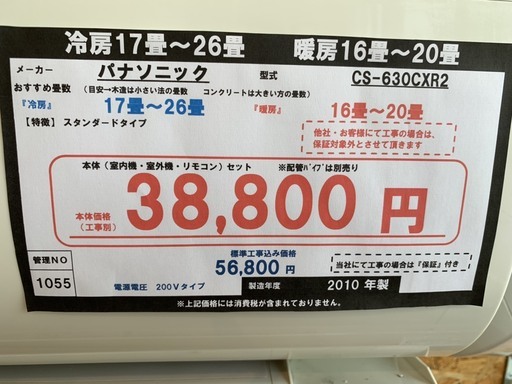 冷房17畳～26畳 暖房16畳～20畳
メーカー パナソニック 型式 CS-630CXR2
おすすめ畳数 （目安→木造は小さい法の畳数 コンクリートは大きい方の畳数）
『冷房』 17畳～26畳 『暖房』 16畳～20畳
【特徴】スタンダードタイプ
他社・お客様にて工事の場合は、
保証対象外とさせて頂きます
本体（室内機・室外機・リモコン）セット ※配管ﾊﾟｲﾌﾟは別売り
本体価格
（工事別）
38,800 円
標準工事込み価格
56,800 円
当社にて工事の場合は『保証』付き
管理NO
1055
電源電圧 200Vタイプ 製造年度 2010 年製
※上記価格には消費税が含まれておりません。